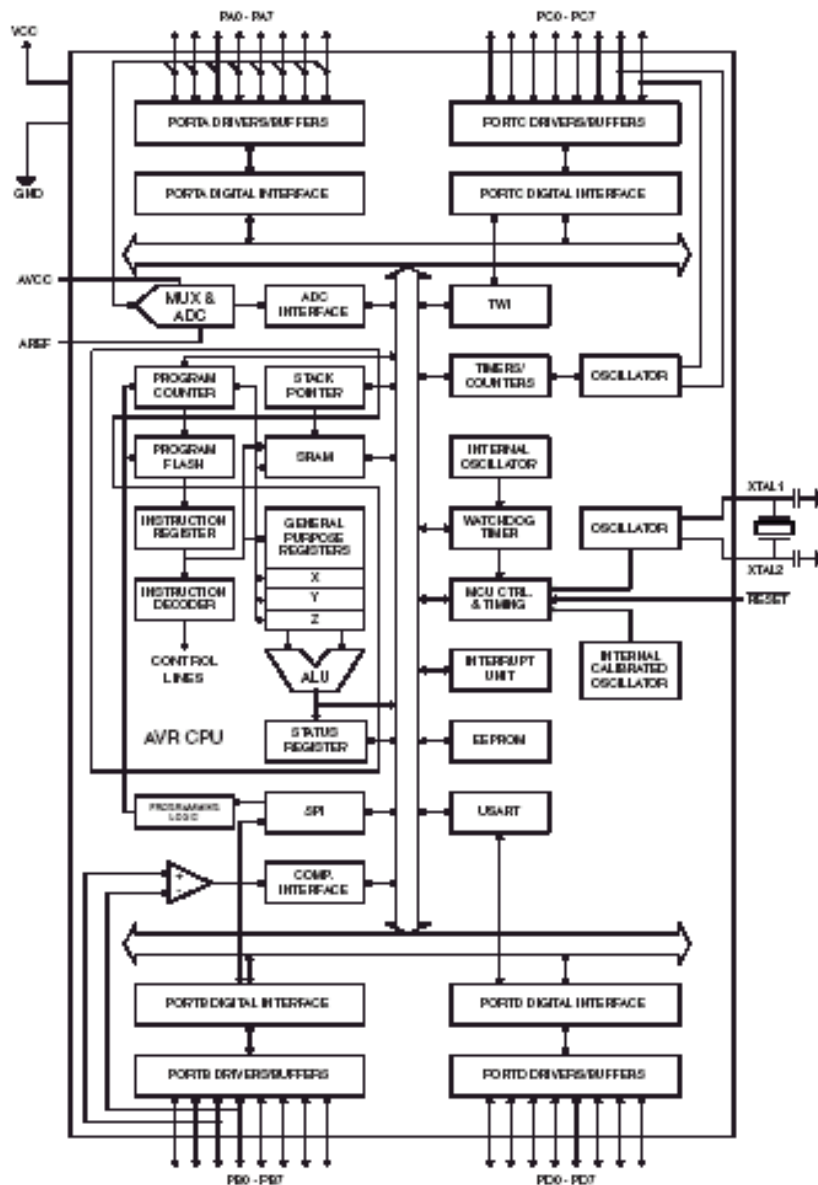 PA0 - PA7
PC0 - PC7
VCC
PORTA DRIVERS/BUFFERS
PORTC DRIVERS/BUFFERS
GND
PORTA DIGITAL INTERFACE
PORTC DIGITAL INTERFACE
AVCC
MUX &
ADC
ADC
INTERFACE
TWI
AREF
PROGRAM
COUNTER
STACK
POINTER
TIMERS/
COUNTERS
OSCILLATOR
PROGRAM
FLASH
SRAM
INTERNAL
OSCILLATOR
XTAL1
INSTRUCTION
REGISTER
GENERAL
PURPOSE
REGISTERS
WATCHDOG
TIMER
OSCILLATOR
XTAL2
X
INSTRUCTION
DECODER
Y
MCU CTRL.
& TIMING
RESET
Z
CONTROL
LINES
ALU
INTERRUPT
UNIT
INTERNAL
CALIBRATED
OSCILLATOR
AVR CPU
STATUS
REGISTER
EEPROM
PROGRAMMING
LOGIC
SPI
USART
+
-
COMP.
INTERFACE
PORTB DIGITAL INTERFACE
PORTD DIGITAL INTERFACE
PORTB DRIVERS/BUFFERS
PORTD DRIVERS/BUFFERS
PB0 - PB7
PD0 - PD7